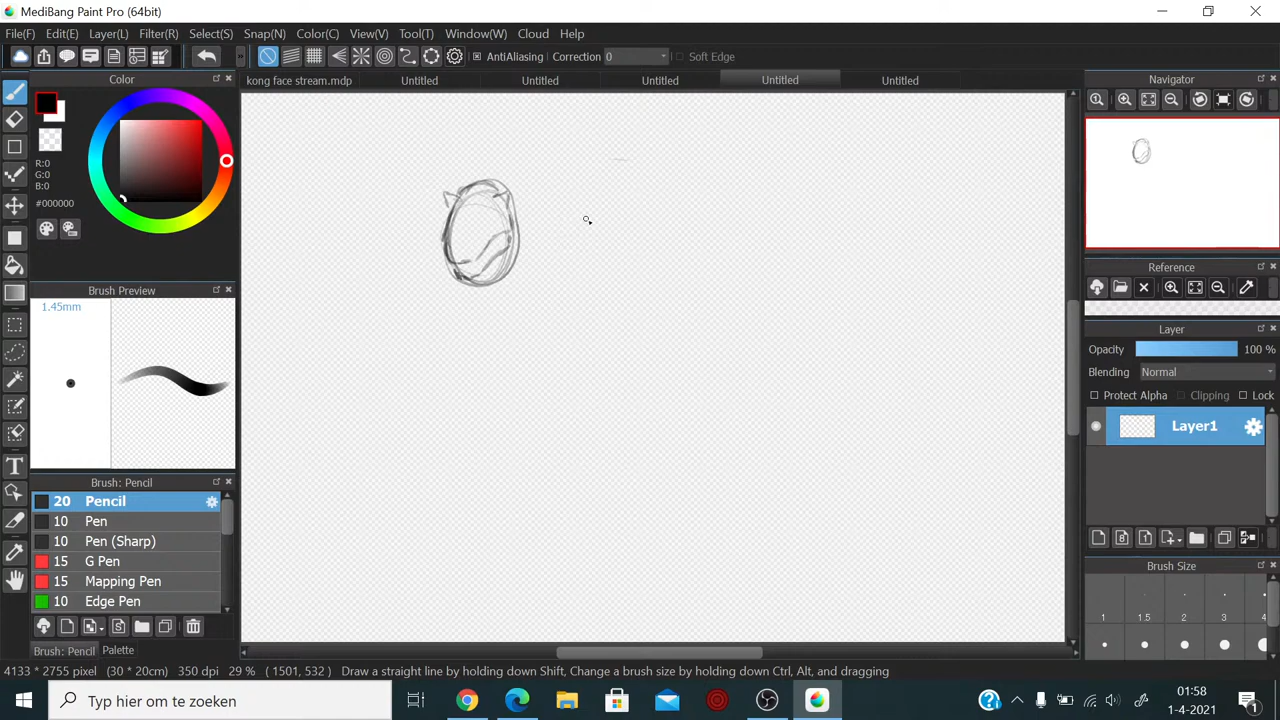 MediBang Paint Pro (64bit)
File(F) Edit(E) Layer(L) Filter(R) Select(S) Snap(N) Color(C) View(V) Tool(T) Window(W) Cloud Help
AntiAliasing Correction 0 Soft Edge
Color
kong face stream.mdp Untitled Untitled Untitled Untitled Untitled
Navigator
R:0
G:0
B:0
#000000
Reference
Brush Preview
1.45mm
Layer
Opacity 100 %
Blending Normal
Protect Alpha Clipping Lock
Layer1
Brush: Pencil
20 Pencil
10 Pen
10 Pen (Sharp)
15 G Pen
15 Mapping Pen
10 Edge Pen
Brush Size
1 1.5 2 3 4
Brush: Pencil Palette
4133 * 2755 pixel (30 * 20cm) 350 dpi 29 % ( 1501, 532 ) Draw a straight line by holding down Shift, Change a brush size by holding down Ctrl, Alt, and dragging
Typ hier om te zoeken
01:58
1-4-2021
1